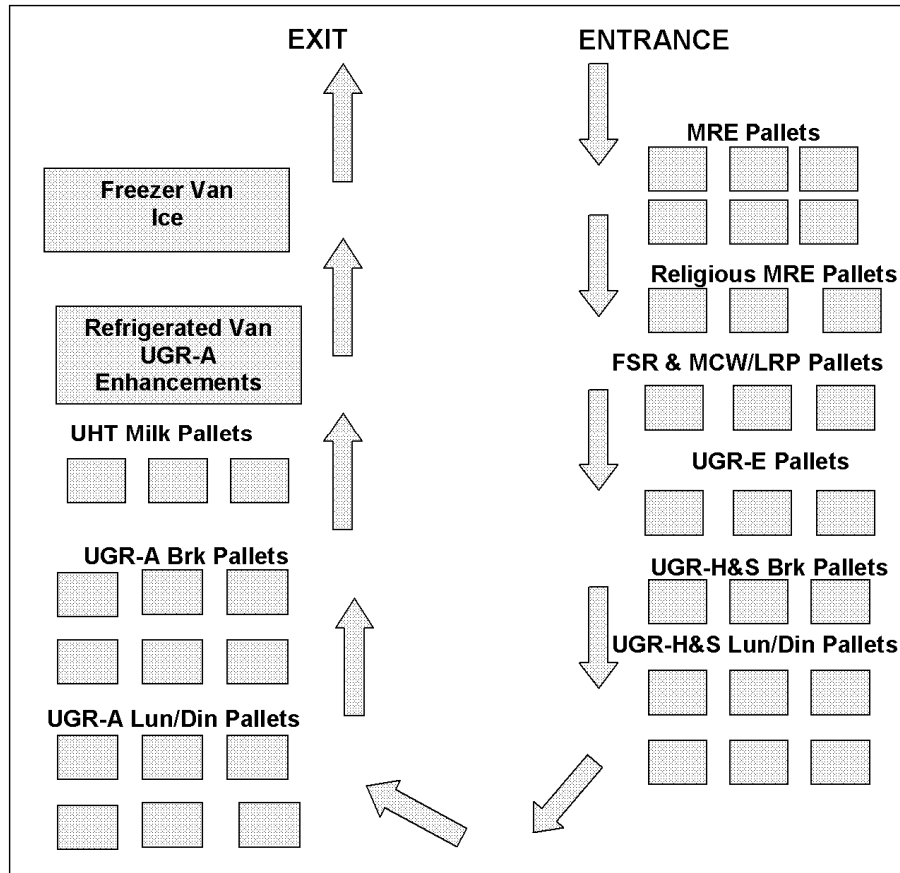 EXIT
ENTRANCE
MRE Pallets
Religious MRE Pallets
FSR & MCW/LRP Pallets
UGR-E Pallets
UGR-H&S Brk Pallets
UGR-H&S Lun/Din Pallets
Freezer Van
Ice
Refrigerated Van
UGR-A
Enhancements
UHT Milk Pallets
UGR-A Brk Pallets
UGR-A Lun/Din Pallets